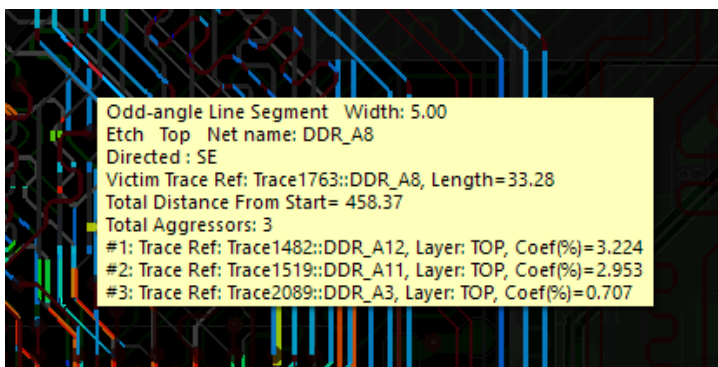 Odd-angle Line Segment Width: 5.00
Etch Top Net name: DDR_A8
Directed : SE
Victim Trace Ref: Trace1763::DDR_A8, Length=33.28
Total Distance From Start= 458.37
Total Aggressors: 3
#1: Trace Ref: Trace1482::DDR_A12, Layer: TOP, Coef(%)=3.224
#2: Trace Ref: Trace1519::DDR_A11, Layer: TOP, Coef(%)=2.953
#3: Trace Ref: Trace2089::DDR_A3, Layer: TOP, Coef(%)=0.707